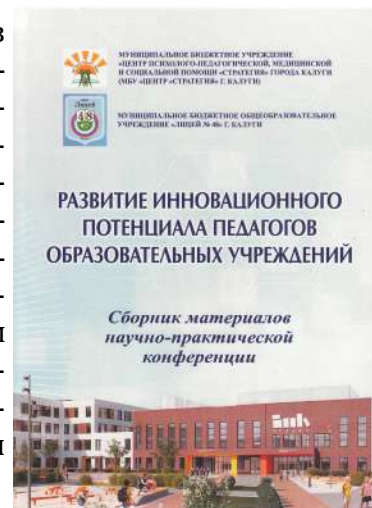 МУНИЦИПАЛЬНОЕ БЮДЖЕТНОЕ УЧРЕЖДЕНИЕ
«ЦЕНТР ПСИХОЛОГО-ПЕДАГОГИЧЕСКОЙ, МЕДИЦИНСКОЙ
И СОЦИАЛЬНОЙ ПОМОЩИ «СТРАТЕГИЯ» ГОРОДА КАЛУГИ
(МБУ «ЦЕНТР «СТРАТЕГИЯ» Г. КАЛУГИ)
Лицей
48
МУНИЦИПАЛЬНОЕ БЮДЖЕТНОЕ ОБЩЕОБРАЗОВАТЕЛЬНОЕ
УЧРЕЖДЕНИЕ «ЛИЦЕЙ № 48» Г. КАЛУГИ
РАЗВИТИЕ ИННОВАЦИОННОГО
ПОТЕНЦИАЛА ПЕДАГОГОВ
ОБРАЗОВАТЕЛЬНЫХ УЧРЕЖДЕНИЙ
Сборник материалов
научно-практической
конференции